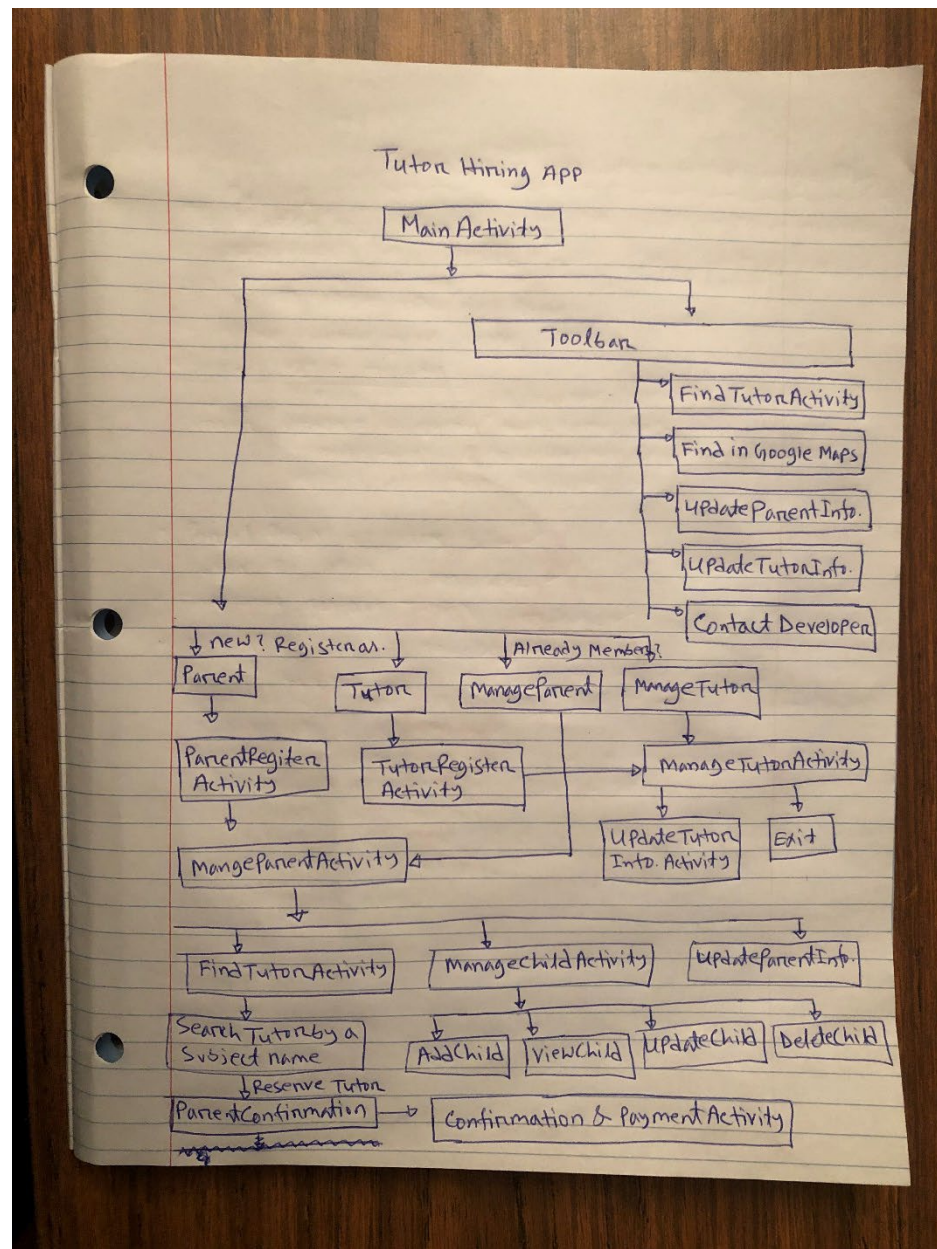 Tutor Hiring App
Main Activity
Toolbar
FindTutorActivity
Find in Google Maps
UpdateParentInfo.
UpdateTutorInfo.
Contact Developer
new? Register as.
Already Member?
Parent
Tutor
ManageParent
ManageTutor
ParentRegiter
Activity
TutorRegister
Activity
ManageTutorActivity
UpdateTutor
Info. Activity
Exit
MangeParentActivity
FindTutorActivity
ManageChildActivity
UpdateParentInfo.
Search Tutor by a
Subject name
AddChild
ViewChild
UpdateChild
DeleteChild
Reserve Tutor
ParentConfirmation
Confirmation & Payment Activity